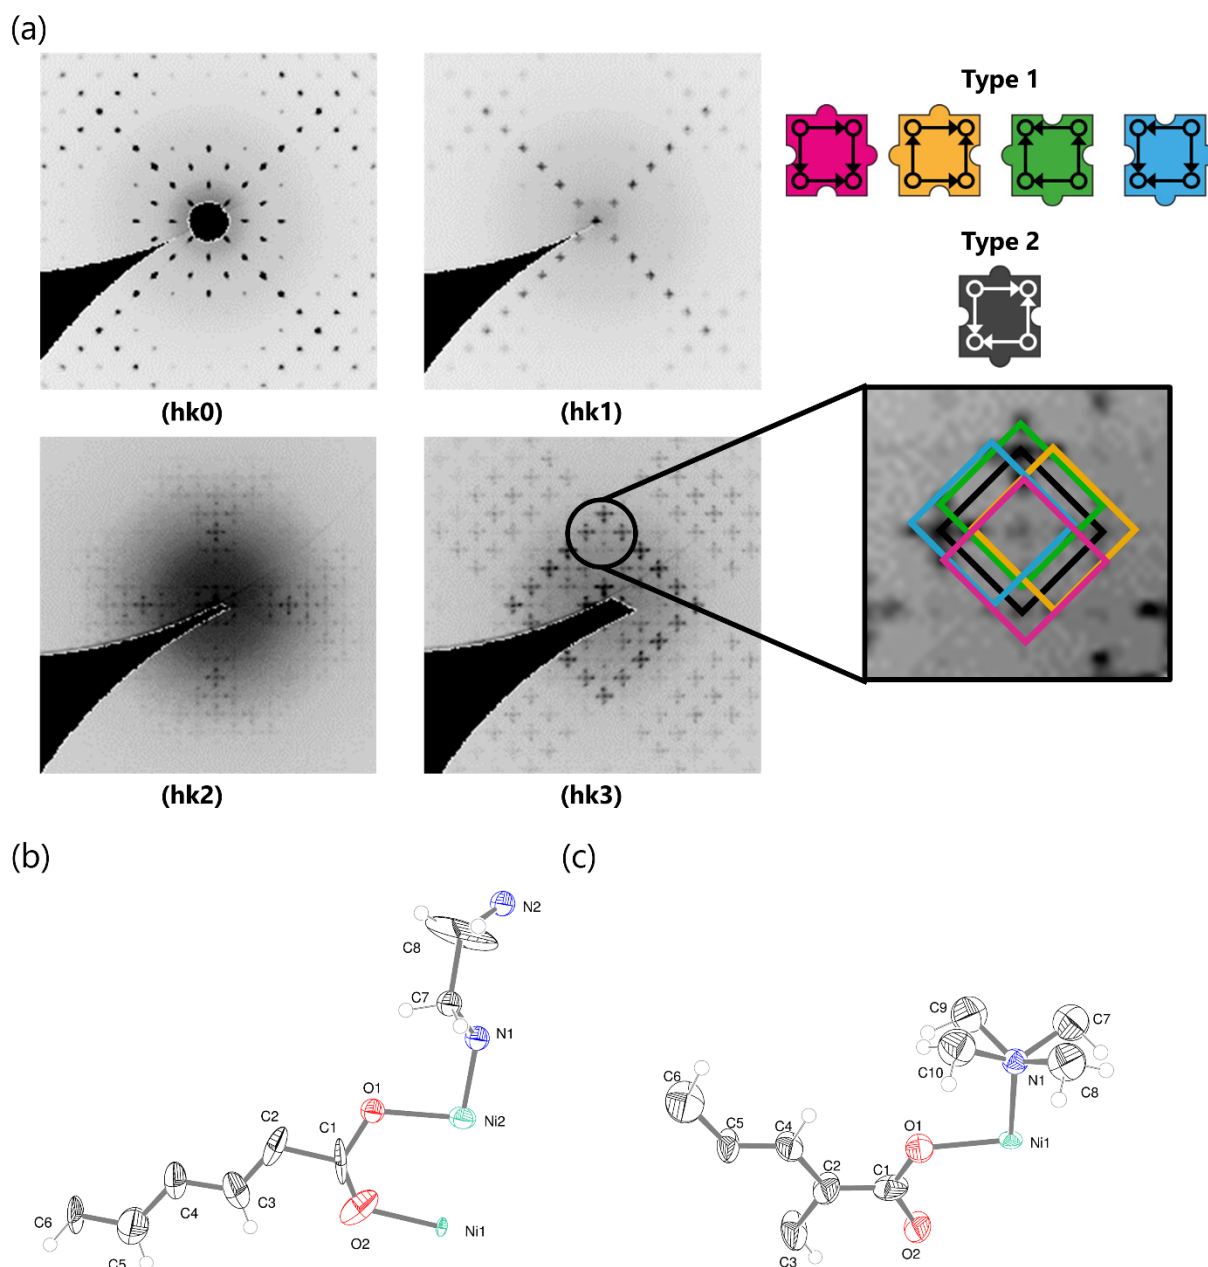 (a)
Type 1
Type 2
(hk0)
(hk1)
(hk2)
(hk3)
(b)
N2
C8
C7
N1
O1
Ni2
C2
C1
C3
C4
O2
Ni1
C6
C5
(c)
C9
C7
C10
N1
C8
C6
O1
Ni1
C5
C4
C2
C1
O2
C3